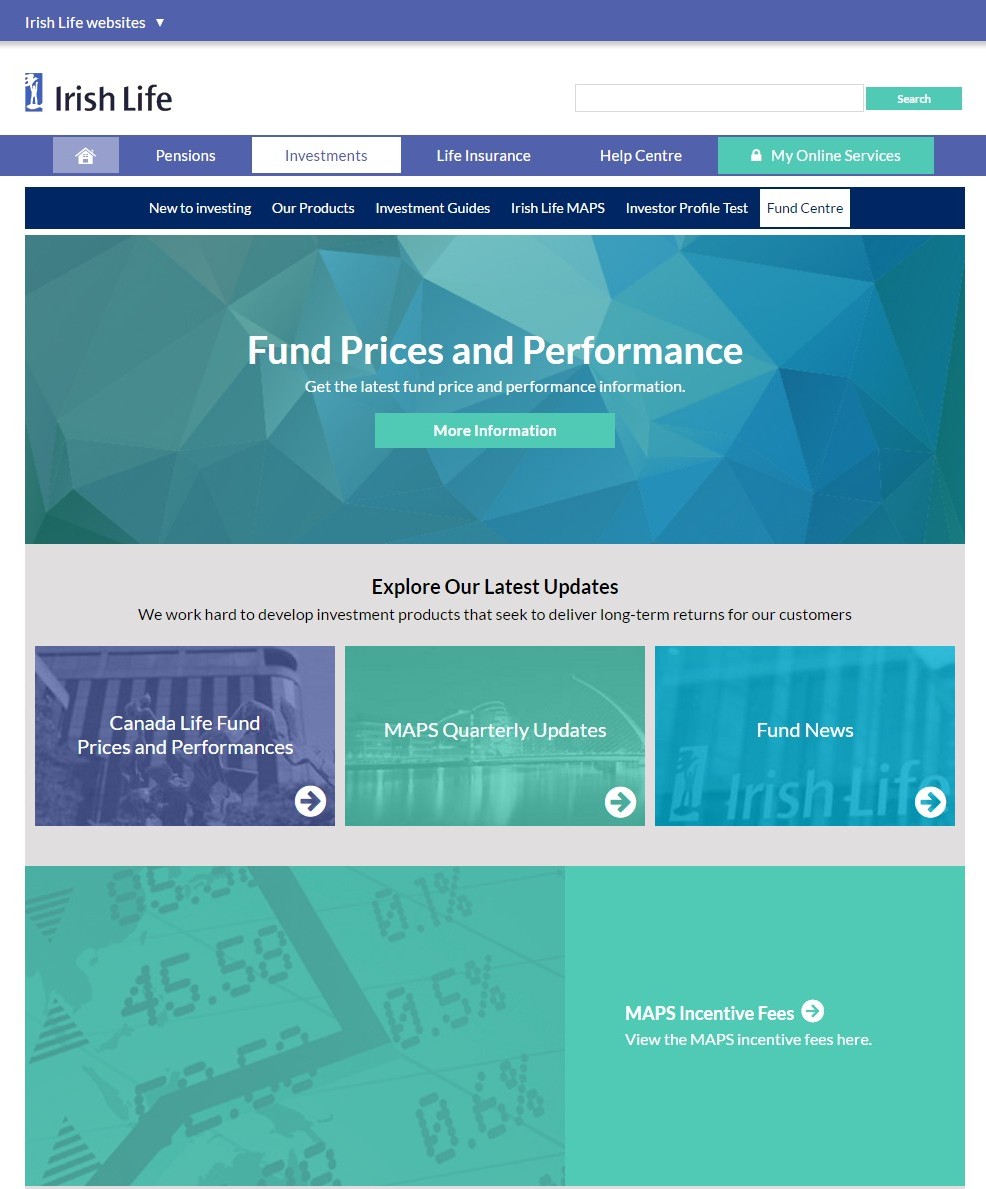 Irish Life websites ▼
Irish Life
Search
Pensions
Investments
Life Insurance
Help Centre
My Online Services
New to investing
Our Products
Investment Guides
Irish Life MAPS
Investor Profile Test
Fund Centre
Fund Prices and Performance
Get the latest fund price and performance information.
More Information
Explore Our Latest Updates
We work hard to develop investment products that seek to deliver long-term returns for our customers
Canada Life Fund
Prices and Performances
MAPS Quarterly Updates
Fund News
Irish Life
0.1%
45.58
0.5%
0.6%
MAPS Incentive Fees
View the MAPS incentive fees here.